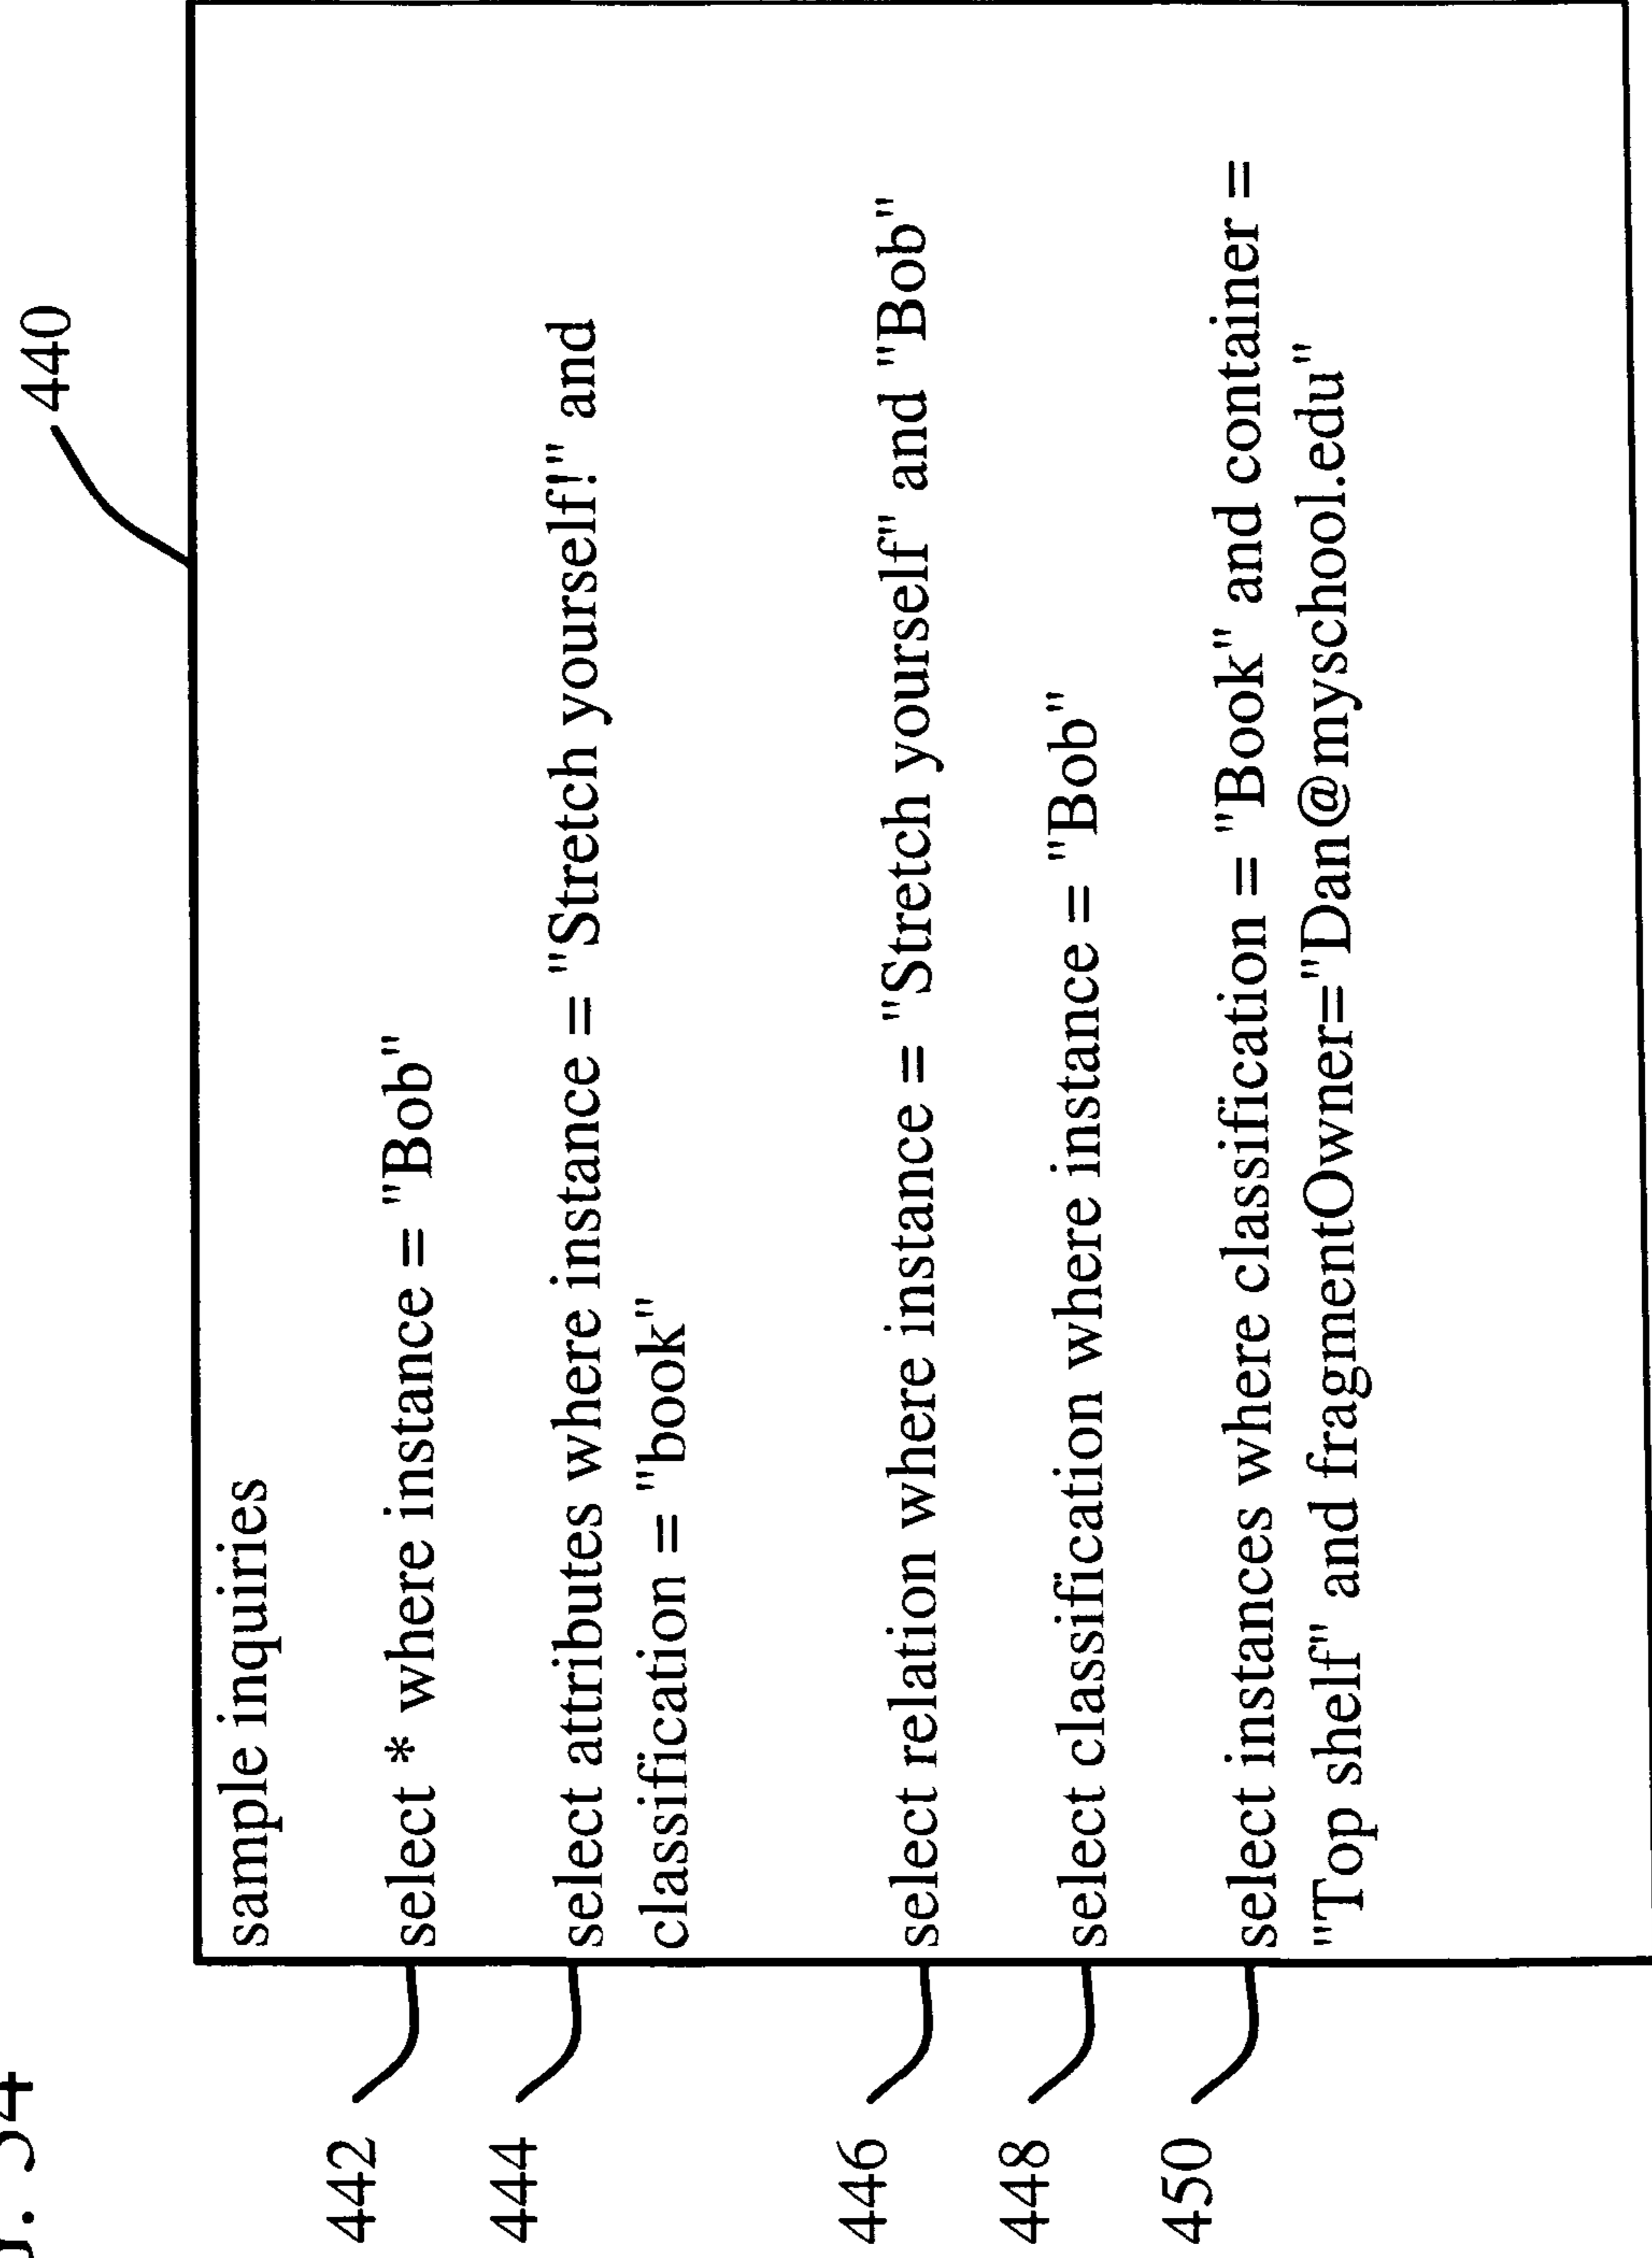 440
sample inquiries
442
select * where instance = "Bob"
444
select attributes where instance = "Stretch yourself!" and
classification = "book"
446
select relation where instance = "Stretch yourself" and "Bob"
448
select classification where instance = "Bob"
450
select instances where classification = "Book" and container =
"Top shelf" and fragmentOwner="Dan@myschool.edu"